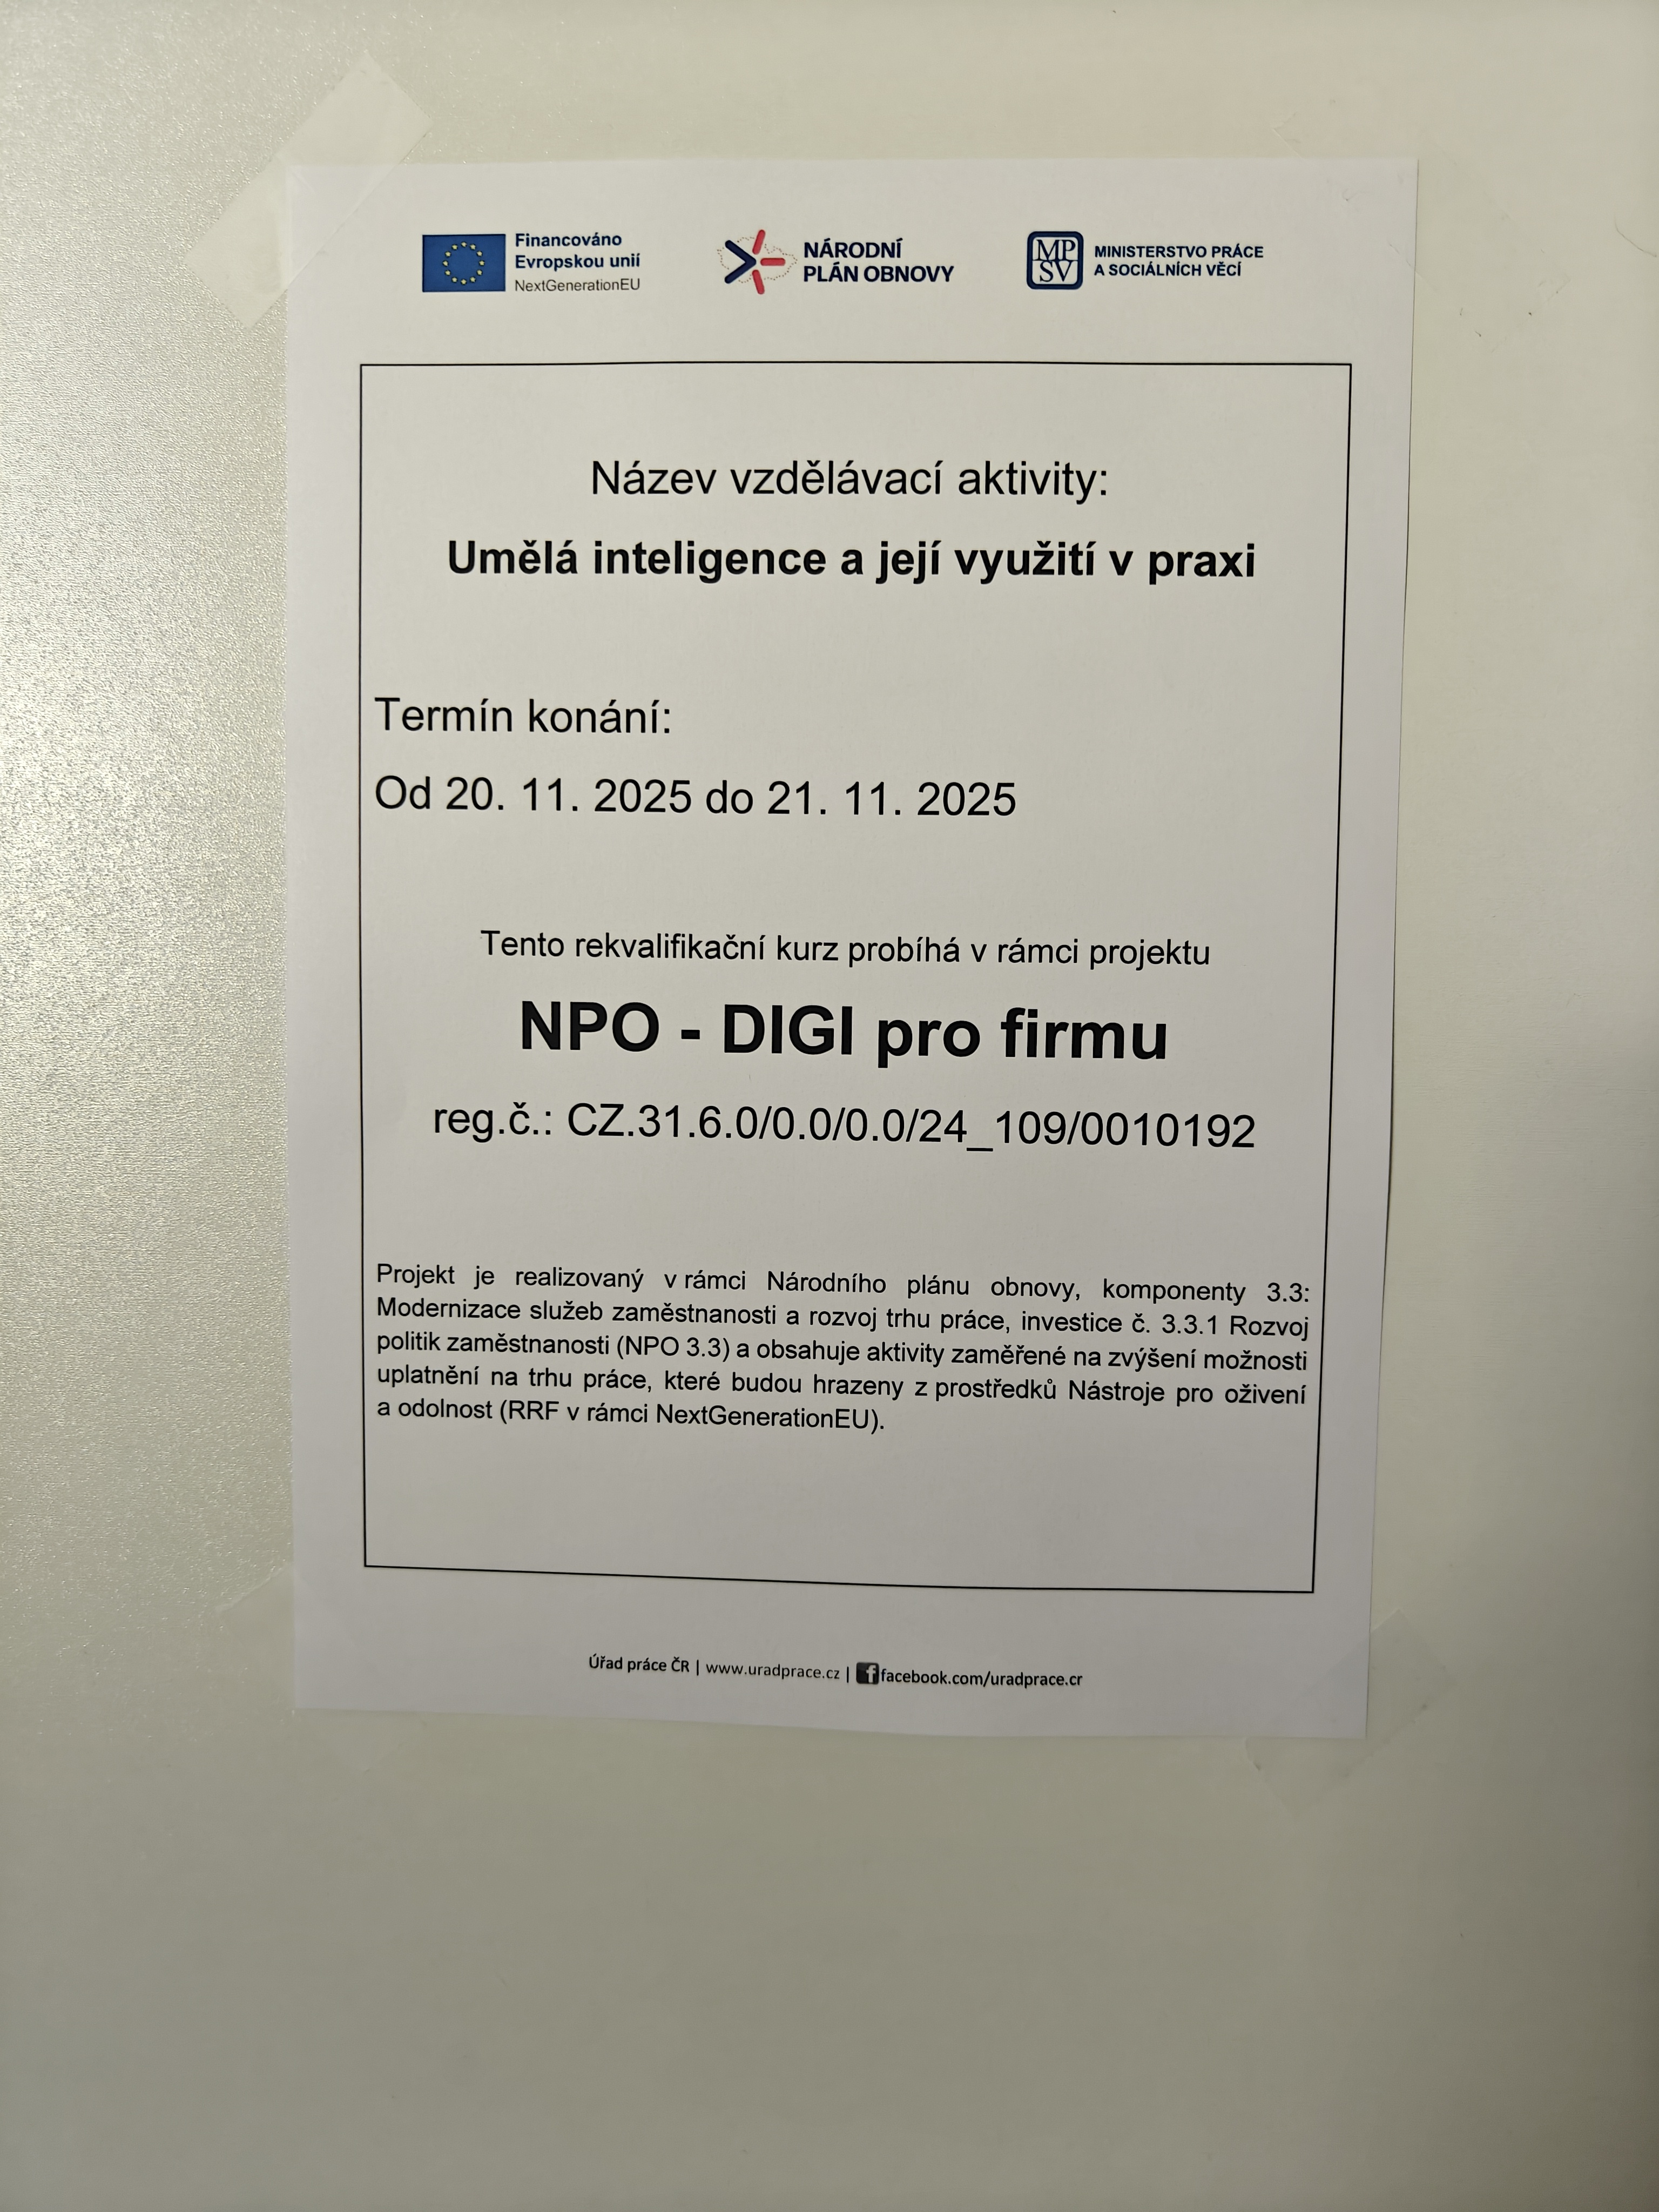 Financováno
Evropskou unií
NextGenerationEU
NÁRODNÍ
PLÁN OBNOVY
MP
SV
MINISTERSTVO PRÁCE
A SOCIÁLNÍCH VĚCÍ
Název vzdělávací aktivity:
Umělá inteligence a její využití v praxi
Termín konání:
Od 20. 11. 2025 do 21. 11. 2025
Tento rekvalifikační kurz probíhá v rámci projektu
NPO - DIGI pro firmu
reg.č.: CZ.31.6.0/0.0/0.0/24_109/0010192
Projekt je realizovaný v rámci Národního plánu obnovy, komponenty 3.3:
Modernizace služeb zaměstnanosti a rozvoj trhu práce, investice č. 3.3.1 Rozvoj
politik zaměstnanosti (NPO 3.3) a obsahuje aktivity zaměřené na zvýšení možnosti
uplatnění na trhu práce, které budou hrazeny z prostředků Nástroje pro oživení
a odolnost (RRF v rámci NextGenerationEU).
Úřad práce ČR | www.uradprace.cz | f facebook.com/uradprace.cr